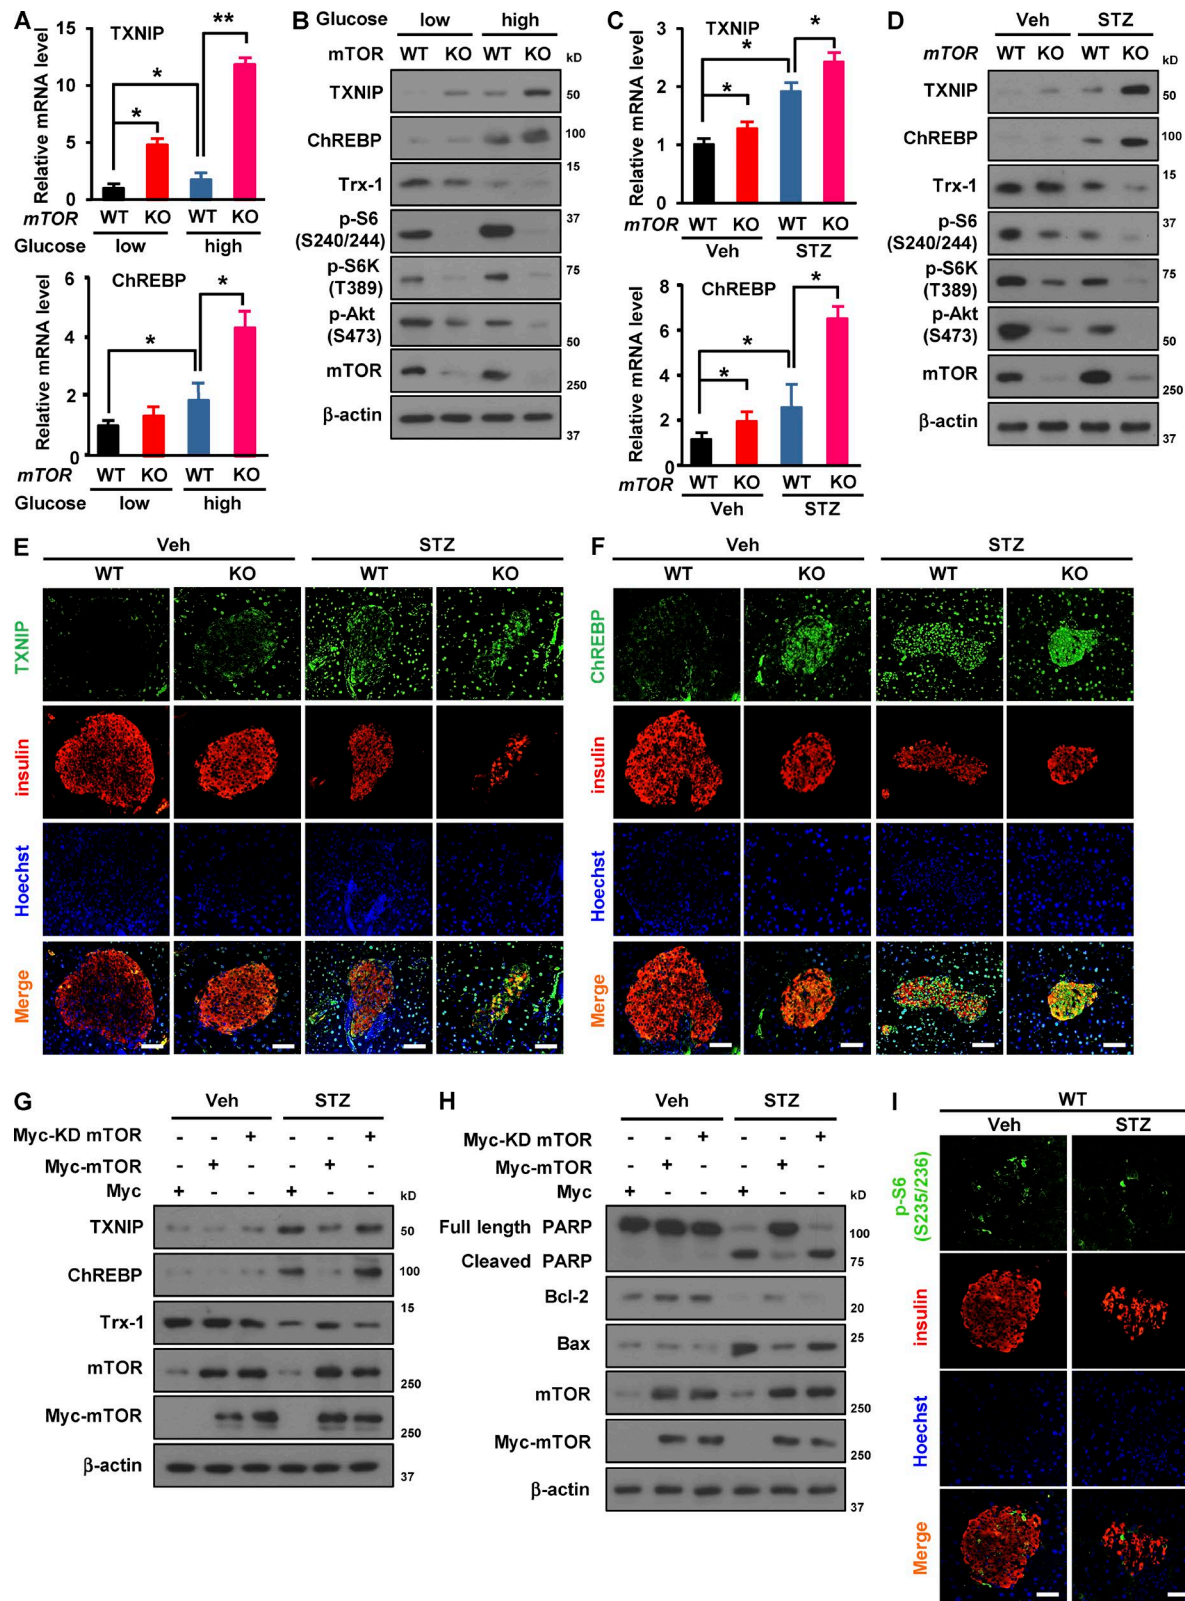 A
TXNIP
Relative mRNA level
15
10
5
0
*
*
**
mTOR WT KO WT KO
Glucose low high
ChREBP
Relative mRNA level
6
4
2
0
*
*
mTOR WT KO WT KO
Glucose low high
B
Glucose low high
mTOR WT KO WT KO kD
TXNIP 50
ChREBP 100
Trx-1 15
p-S6 37
(S240/244)
p-S6K 75
(T389)
p-Akt
(S473) 50
mTOR 250
β-actin 37
C
TXNIP
Relative mRNA level
3
2
1
0
*
*
*
mTOR WT KO WT KO
Veh STZ
ChREBP
Relative mRNA level
8
6
4
2
0
*
*
*
mTOR WT KO WT KO
Veh STZ
D
Veh STZ
mTOR WT KO WT KO kD
TXNIP 50
ChREBP 100
Trx-1 15
p-S6 37
(S240/244)
p-S6K 75
(T389)
p-Akt
(S473) 50
mTOR 250
β-actin 37
E
Veh STZ
WT KO WT KO
TXNIP
insulin
Hoechst
Merge
F
Veh STZ
WT KO WT KO
ChREBP
insulin
Hoechst
Merge
G
Veh STZ
Myc-KD mTOR - - + - - +
Myc-mTOR - + - - + -
Myc + - - + - - kD
TXNIP 50
ChREBP 100
Trx-1 15
mTOR 250
Myc-mTOR 250
β-actin 37
H
Veh STZ
Myc-KD mTOR - - + - - +
Myc-mTOR - + - - + -
Myc + - - + - - kD
Full length PARP 100
Cleaved PARP 75
Bcl-2 20
Bax 25
mTOR 250
Myc-mTOR 250
β-actin 37
I
WT
Veh STZ
p-S6
(S235/236)
insulin
Hoechst
Merge